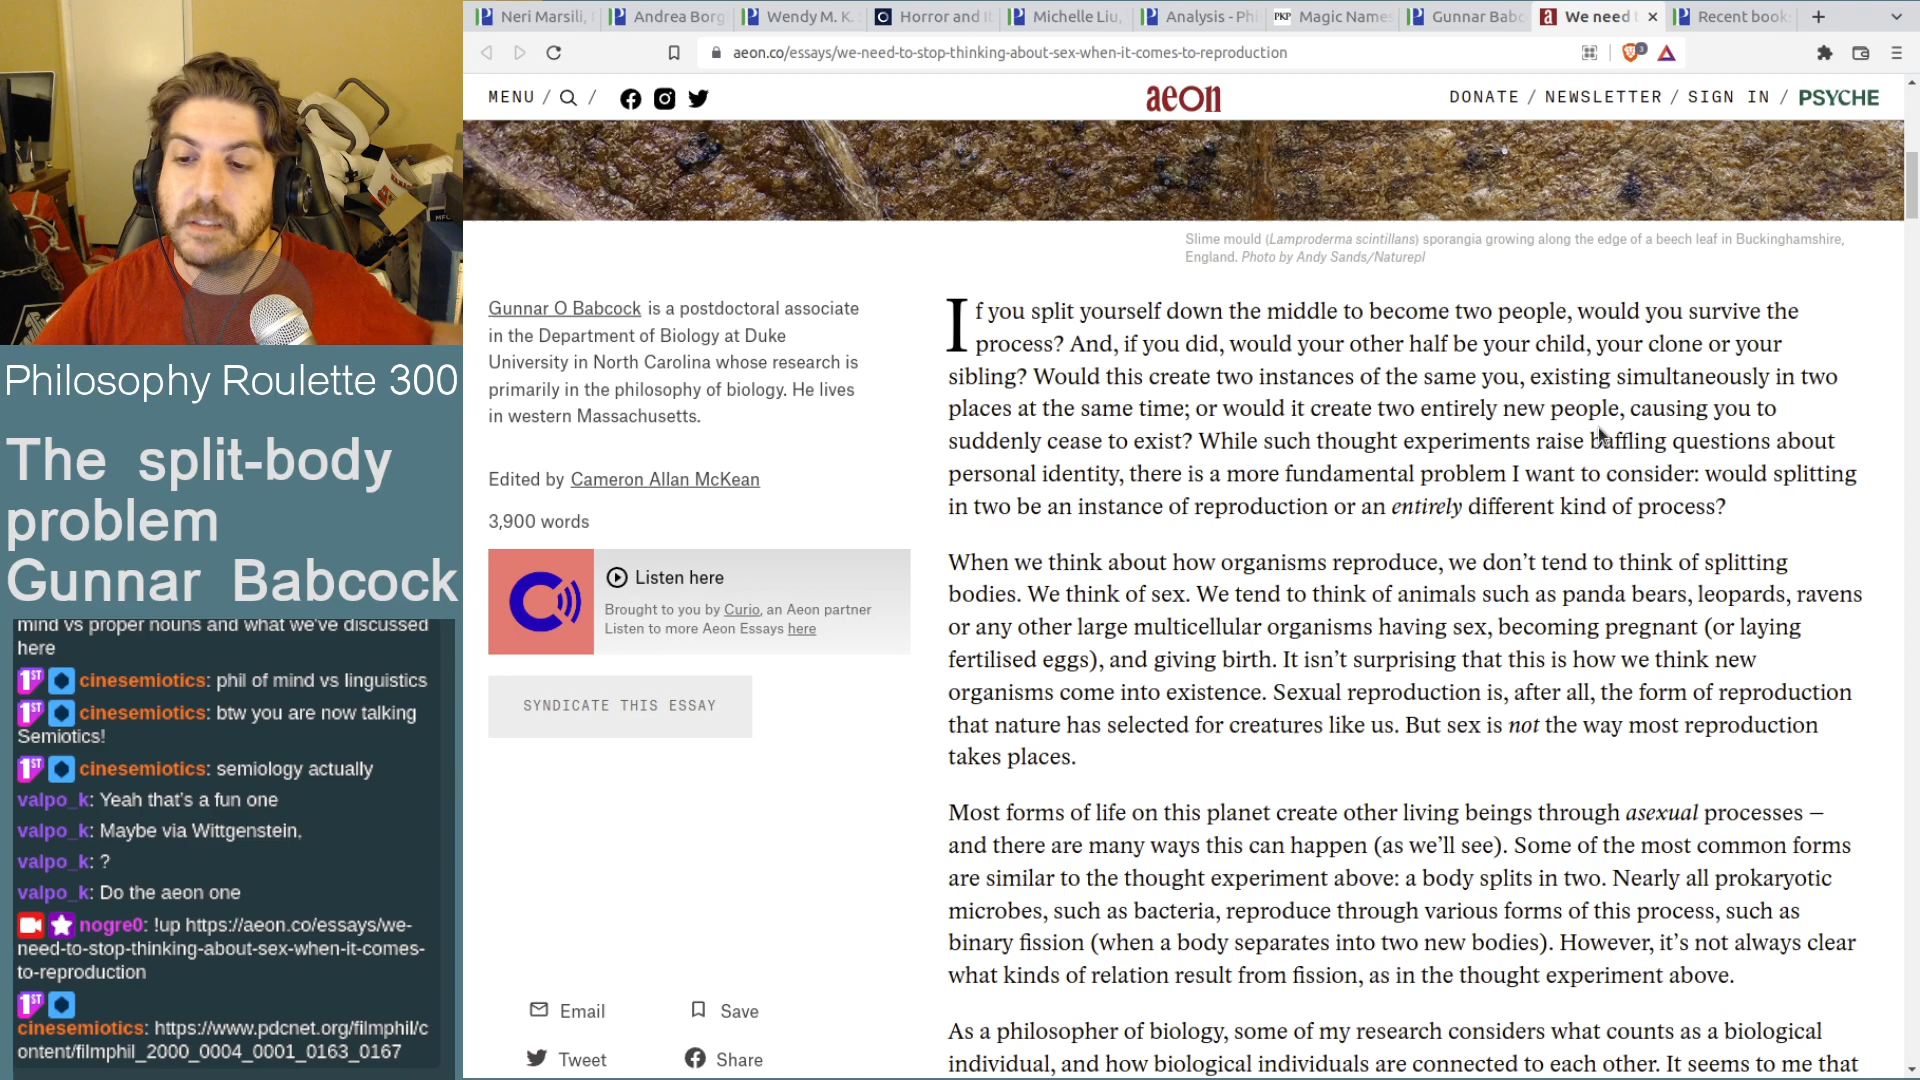 Neri Marsili,
Andrea Borg
Wendy M. K.
Horror and
Michelle Liu,
Analysis - Phi
PKP Magic Names
Gunnar Babc
We need
Recent book
aeon.co/essays/we-need-to-stop-thinking-about-sex-when-it-comes-to-reproduction
MENU / /
aeon
DONATE / NEWSLETTER / SIGN IN / PSYCHE
Slime mould (Lamproderma scintillans) sporangia growing along the edge of a beech leaf in Buckinghamshire,
England. Photo by Andy Sands/Naturepl
Gunnar O Babcock is a postdoctoral associate
in the Department of Biology at Duke
University in North Carolina whose research is
primarily in the philosophy of biology. He lives
in western Massachusetts.
Edited by Cameron Allan McKean
3,900 words
Listen here
Brought to you by Curio, an Aeon partner
Listen to more Aeon Essays here
SYNDICATE THIS ESSAY
Email
Save
Tweet
Share
If you split yourself down the middle to become two people, would you survive the
process? And, if you did, would your other half be your child, your clone or your
sibling? Would this create two instances of the same you, existing simultaneously in two
places at the same time; or would it create two entirely new people, causing you to
suddenly cease to exist? While such thought experiments raise baffling questions about
personal identity, there is a more fundamental problem I want to consider: would splitting
in two be an instance of reproduction or an entirely different kind of process?
When we think about how organisms reproduce, we don't tend to think of splitting
bodies. We think of sex. We tend to think of animals such as panda bears, leopards, ravens
or any other large multicellular organisms having sex, becoming pregnant (or laying
fertilised eggs), and giving birth. It isn't surprising that this is how we think new
organisms come into existence. Sexual reproduction is, after all, the form of reproduction
that nature has selected for creatures like us. But sex is not the way most reproduction
takes places.
Most forms of life on this planet create other living beings through asexual processes –
and there are many ways this can happen (as we'll see). Some of the most common forms
are similar to the thought experiment above: a body splits in two. Nearly all prokaryotic
microbes, such as bacteria, reproduce through various forms of this process, such as
binary fission (when a body separates into two new bodies). However, it's not always clear
what kinds of relation result from fission, as in the thought experiment above.
As a philosopher of biology, some of my research considers what counts as a biological
individual, and how biological individuals are connected to each other. It seems to me that
Philosophy Roulette 300
The split-body
problem
Gunnar Babcock
mind vs proper nouns and what we've discussed
here
1ST cinesemiotics: phil of mind vs linguistics
1ST cinesemiotics: btw you are now talking
Semiotics!
1ST cinesemiotics: semiology actually
valpo_k: Yeah that's a fun one
valpo_k: Maybe via Wittgenstein,
valpo_k: ?
valpo_k: Do the aeon one
nogre0: !up https://aeon.co/essays/we-
need-to-stop-thinking-about-sex-when-it-comes-
to-reproduction
1ST
cinesemiotics: https://www.pdcnet.org/filmphil/c
ontent/filmphil_2000_0004_0001_0163_0167